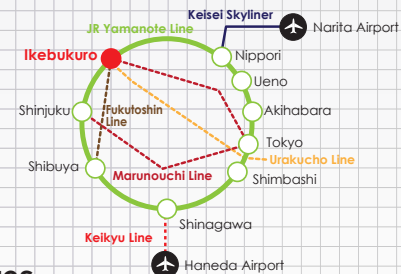 Keisei Skyliner
JR Yamanote Line
Narita Airport
Ikebukuro
Nippori
Ueno
Shinjuku
Fukutoshin
Line
Akihabara
Tokyo
Urakucho Line
Shibuya
Marunouchi Line
Shimbashi
Shinagawa
Keikyu Line
Haneda Airport